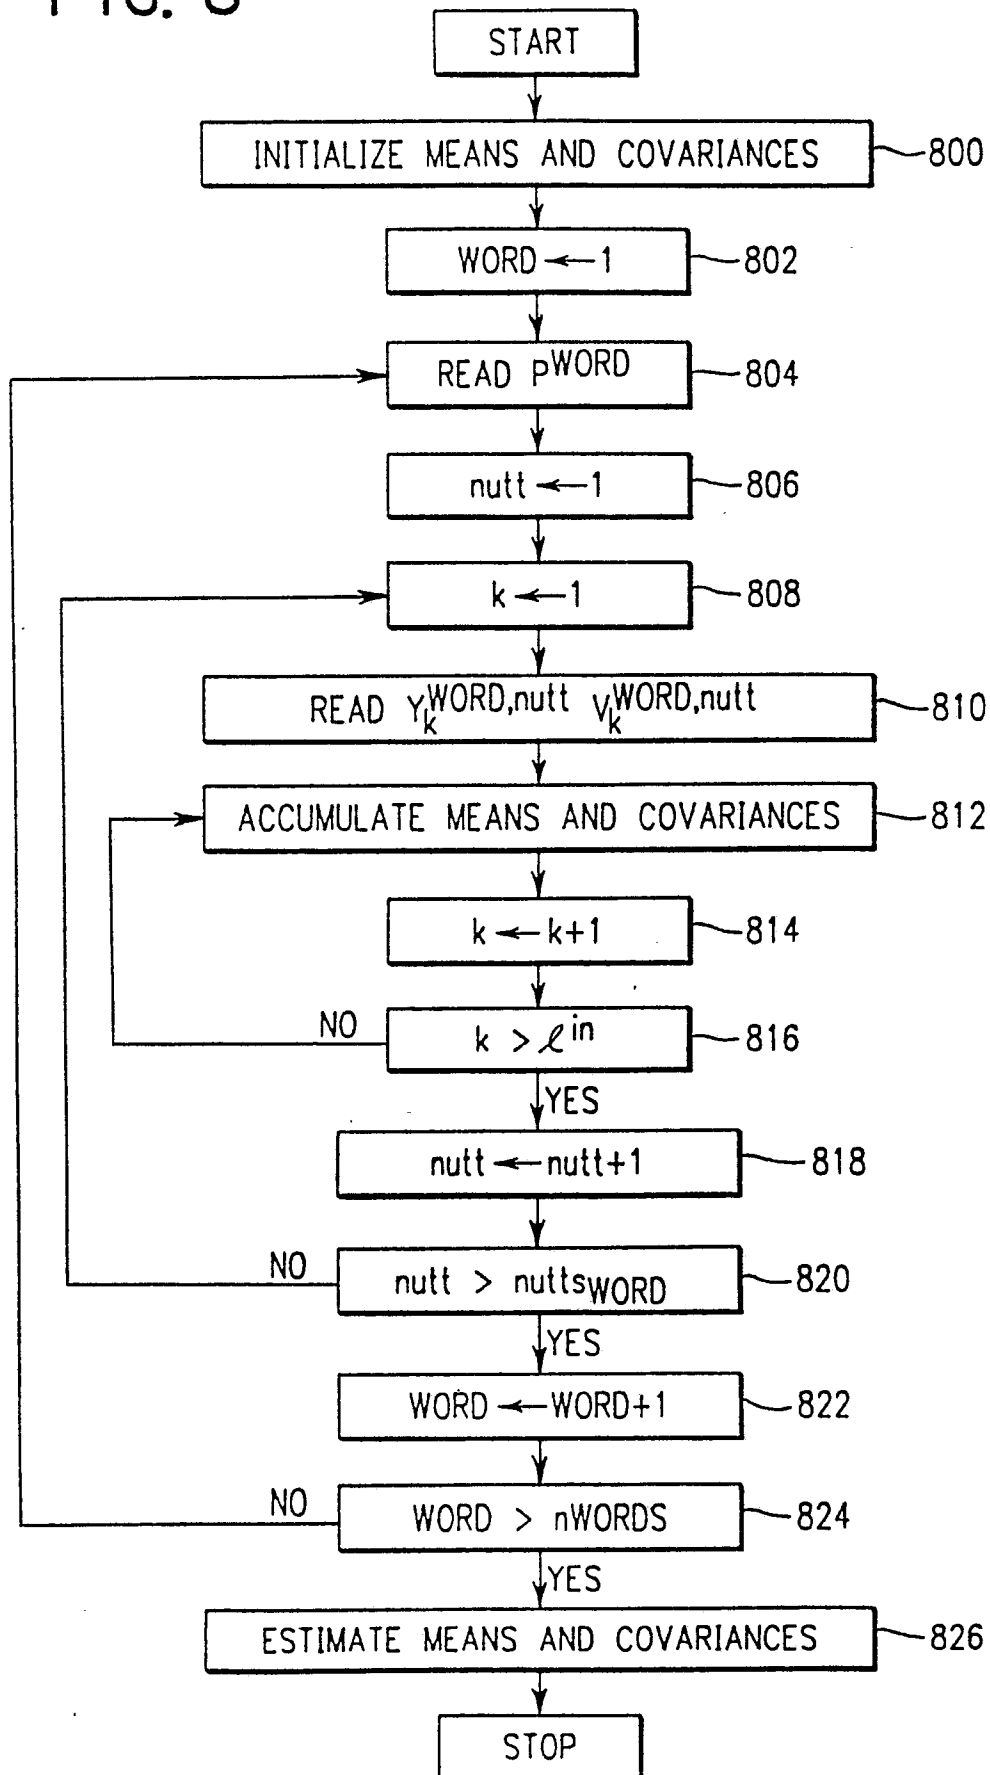 FIG. 8
START
INITIALIZE MEANS AND COVARIANCES 800
WORD ← 1 802
READ P^WORD 804
nutt ← 1 806
k ← 1 808
READ Y_k^WORD,nutt V_k^WORD,nutt 810
ACCUMULATE MEANS AND COVARIANCES 812
k ← k+1 814
NO k > ℓ^in 816
YES
nutt ← nutt+1 818
NO nutt > nutts_WORD 820
YES
WORD ← WORD+1 822
NO WORD > nWORDS 824
YES
ESTIMATE MEANS AND COVARIANCES 826
STOP